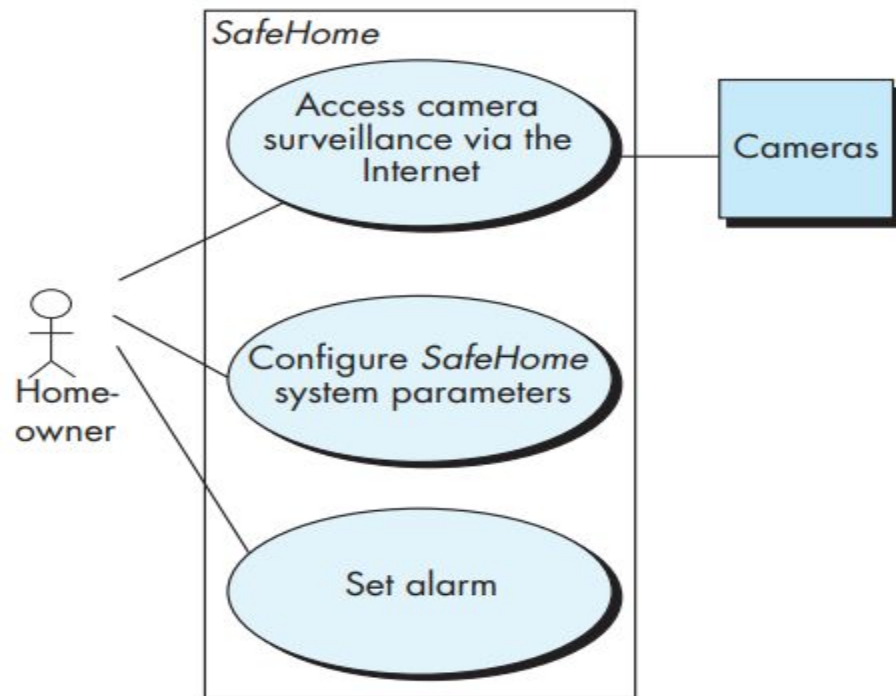 SafeHome
Access camera
surveillance via the
Internet
Cameras
Home-
owner
Configure SafeHome
system parameters
Set alarm